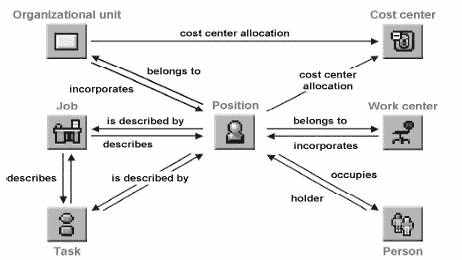 Organizational unit
Cost center
cost center allocation
belongs to
cost center
allocation
incorporates
Job
Position
Work center
is described by
belongs to
describes
incorporates
describes
is described by
occupies
holder
Task
Person